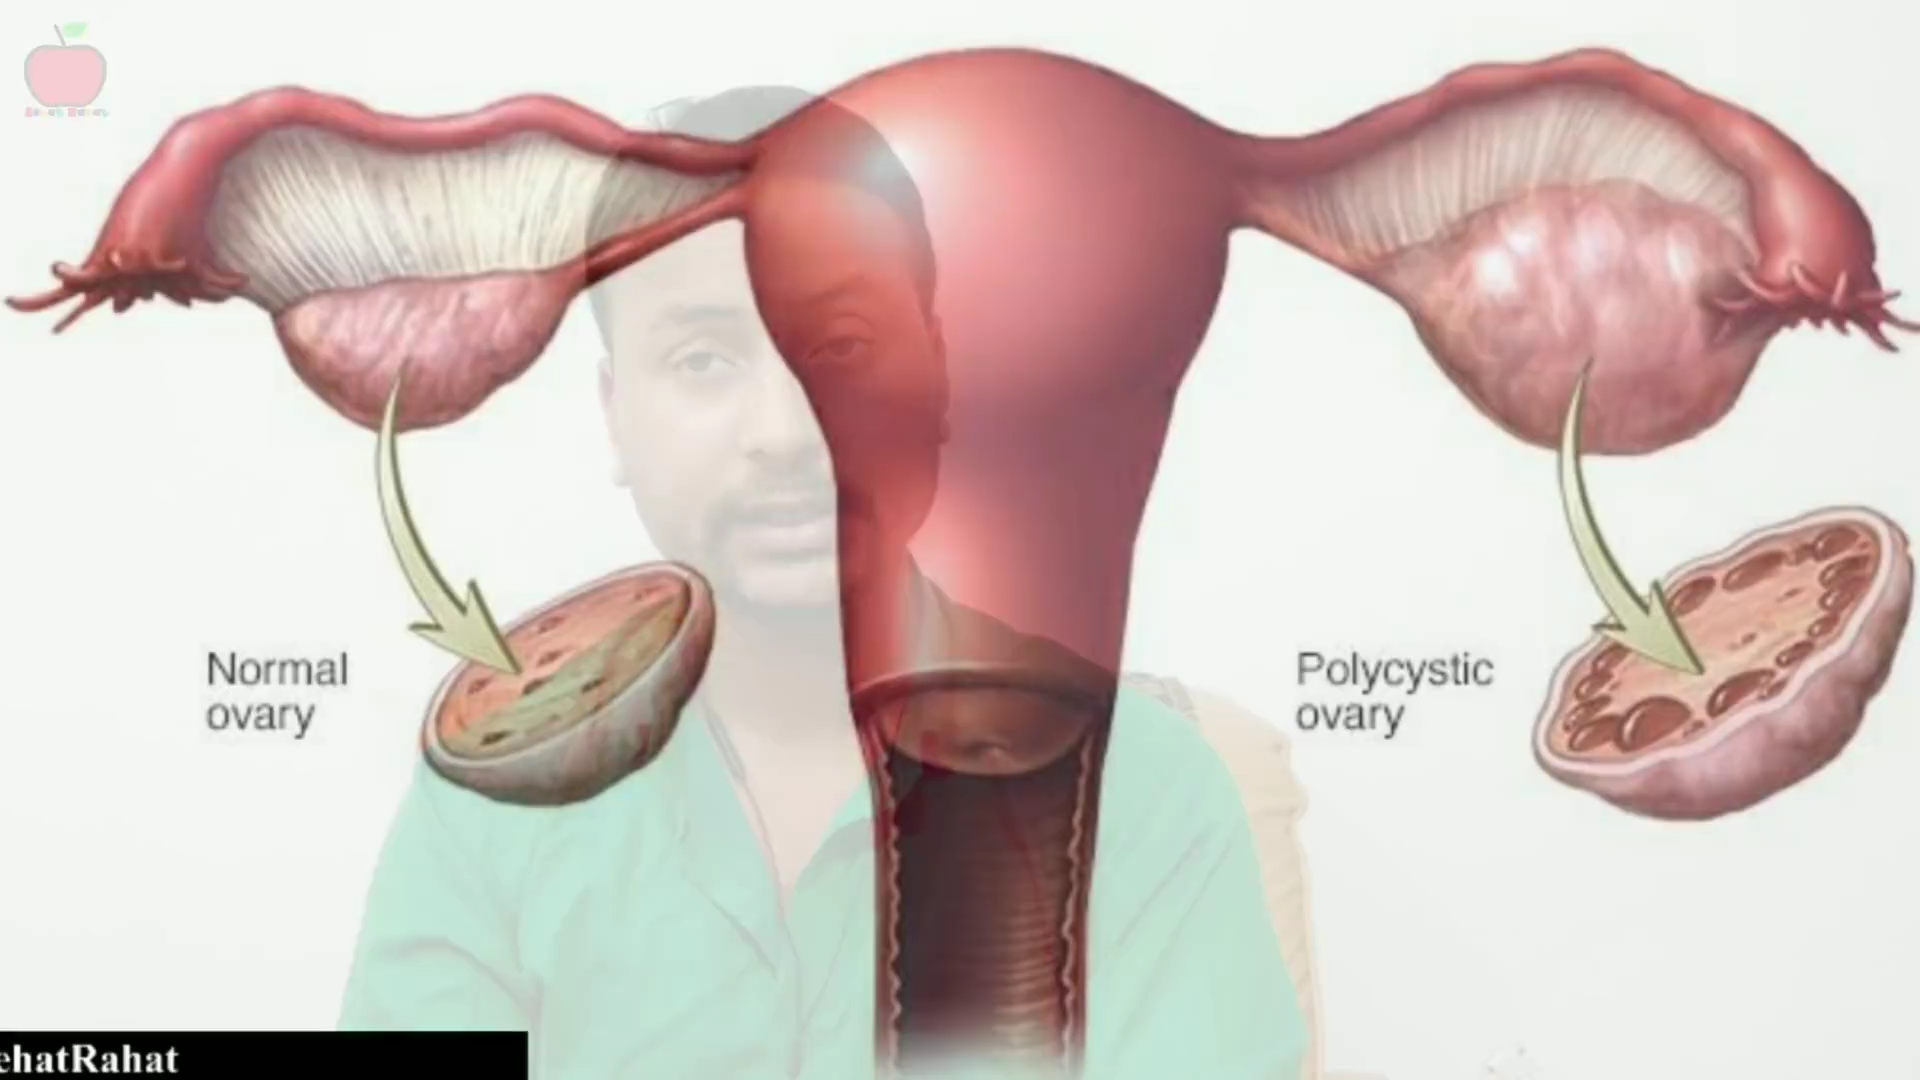 Normal
ovary
Polycystic
ovary
ehatRahat